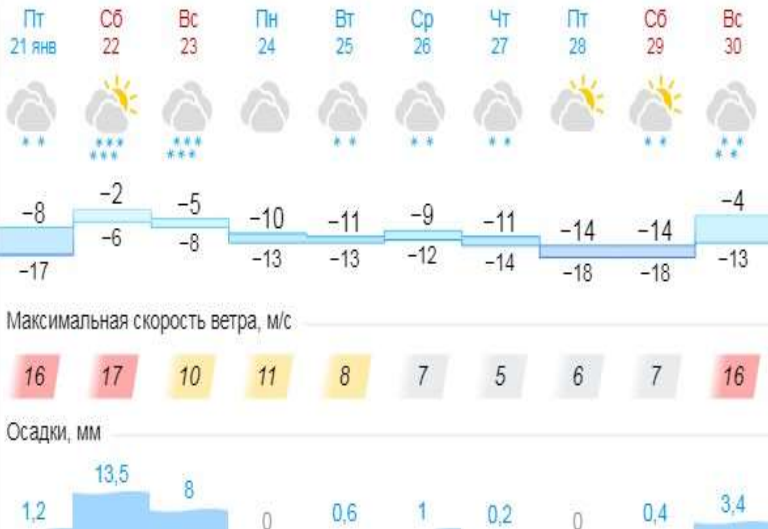 Пт Сб Вс Пн Вт Ср Чт Пт Сб Вс
21 янв 22 23 24 25 26 27 28 29 30
−8 −2 −5 −10 −11 −9 −11 −14 −14 −4
−17 −6 −8 −13 −13 −12 −14 −18 −18 −13
Максимальная скорость ветра, м/с
16 17 10 11 8 7 5 6 7 16
Осадки, мм
1,2 13,5 8 0 0,6 1 0,2 0 0,4 3,4